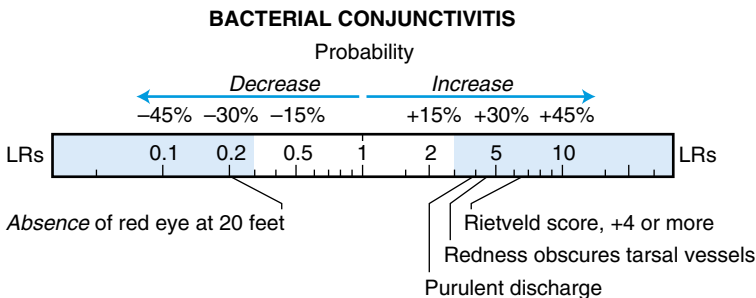 BACTERIAL CONJUNCTIVITIS
Probability
Decrease Increase
–45% –30% –15% +15% +30% +45%
LRs 0.1 0.2 0.5 1 2 5 10 LRs
Absence of red eye at 20 feet Rietveld score, +4 or more
Redness obscures tarsal vessels
Purulent discharge